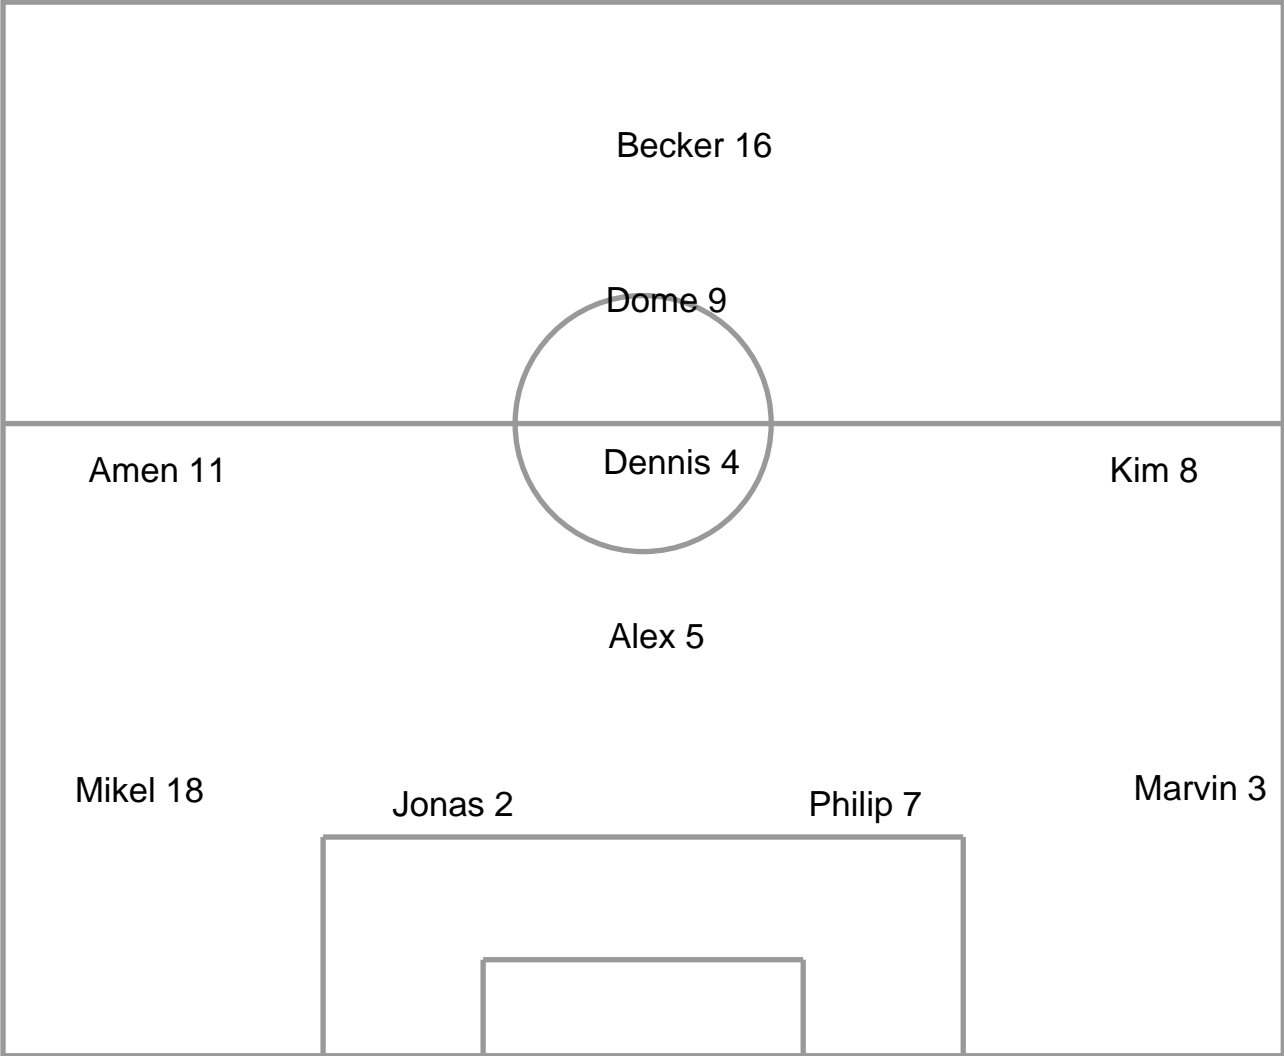 Becker 16
Dome 9
Dennis 4
Amen 11
Kim 8
Alex 5
Mikel 18
Jonas 2
Philip 7
Marvin 3